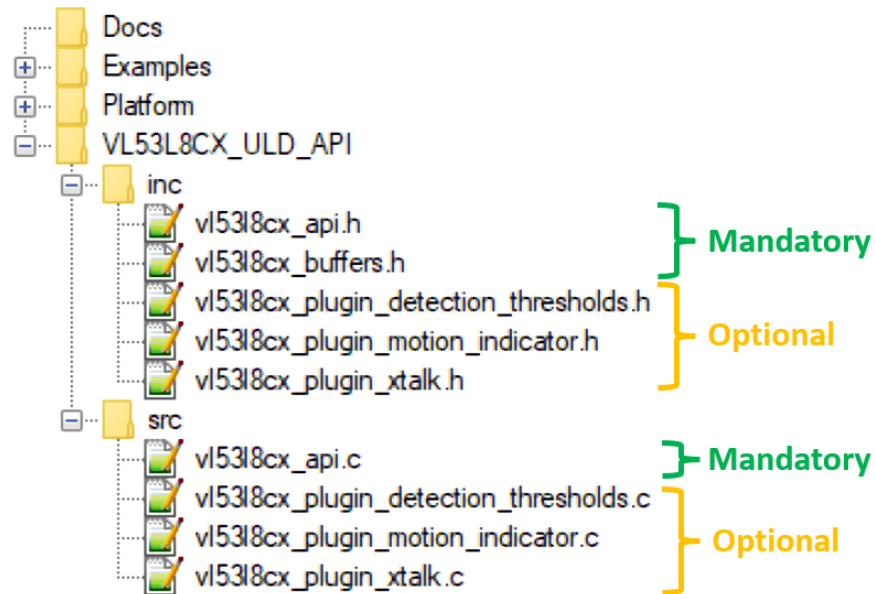 Docs
Examples
Platform
VL53L8CX_ULD_API
inc
vl53l8cx_api.h
vl53l8cx_buffers.h
Mandatory
vl53l8cx_plugin_detection_thresholds.h
vl53l8cx_plugin_motion_indicator.h
Optional
vl53l8cx_plugin_xtalk.h
src
vl53l8cx_api.c
Mandatory
vl53l8cx_plugin_detection_thresholds.c
vl53l8cx_plugin_motion_indicator.c
Optional
vl53l8cx_plugin_xtalk.c